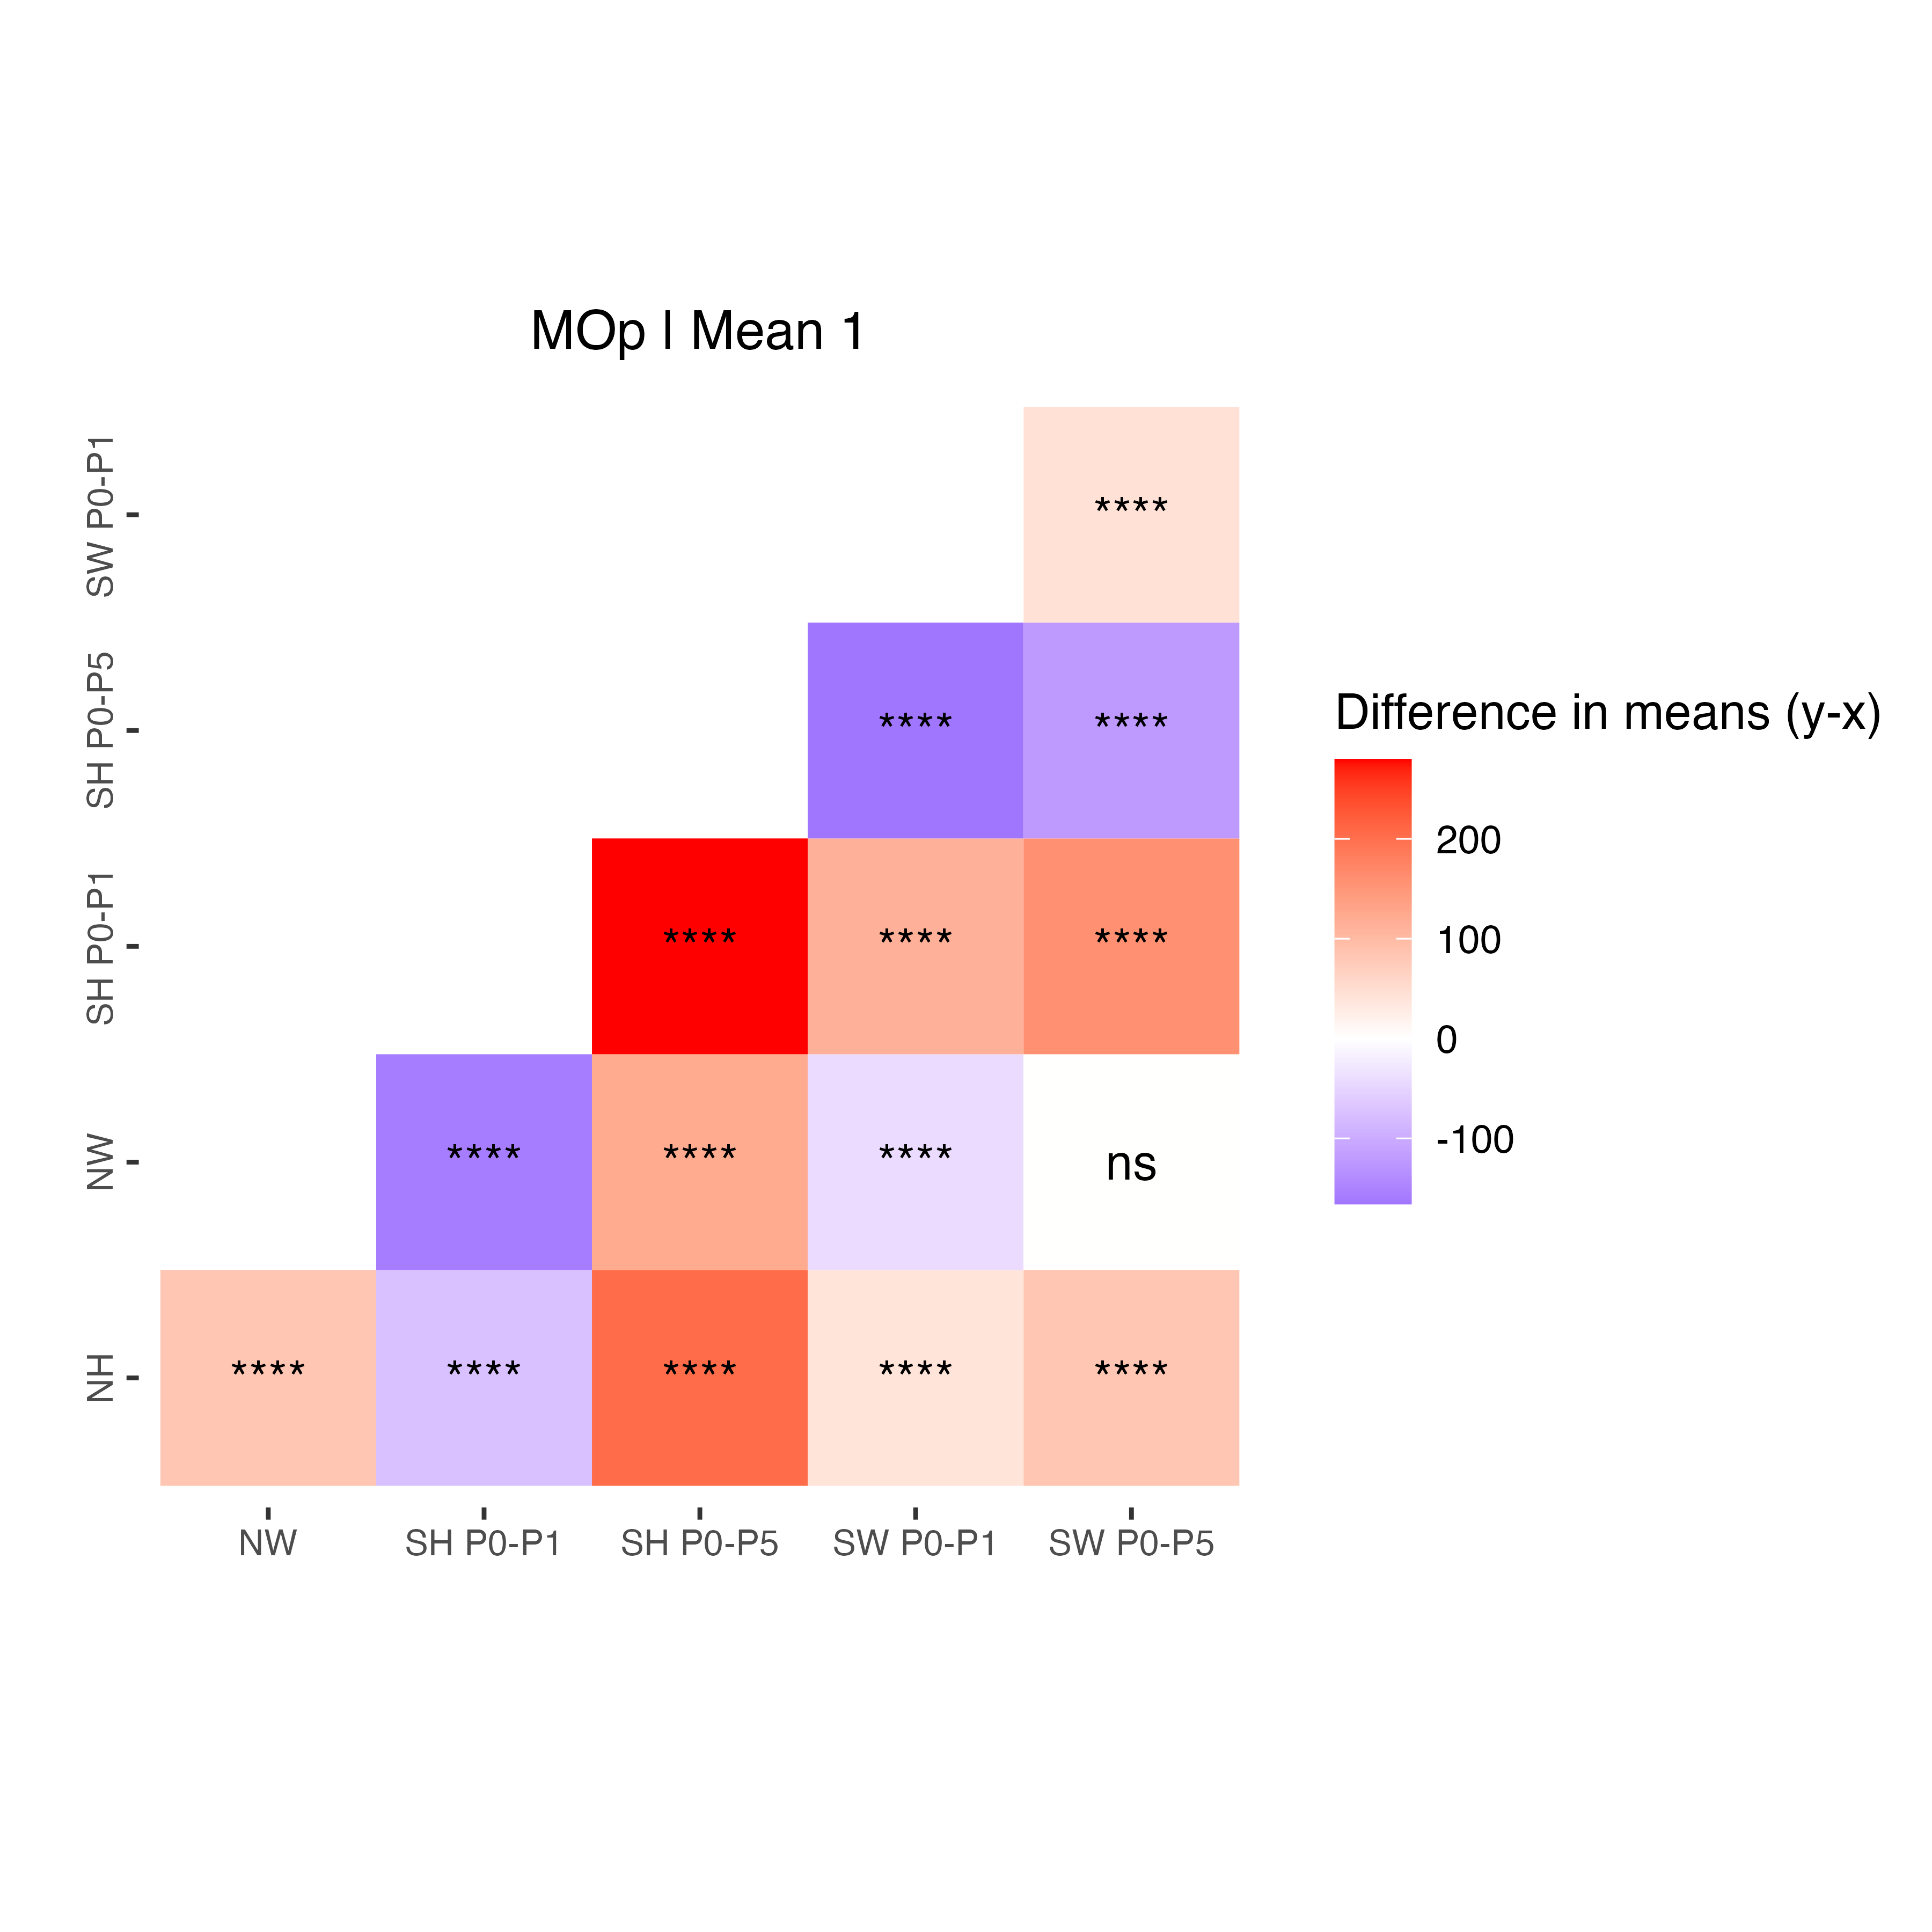 MOp | Mean 1
SW P0-P1
****
SH P0-P5
**** ****
SH P0-P1
**** **** ****
NW
**** **** **** ns
NH
**** **** **** **** ****
NW SH P0-P1 SH P0-P5 SW P0-P1 SW P0-P5
Difference in means (y-x)
200
100
0
-100